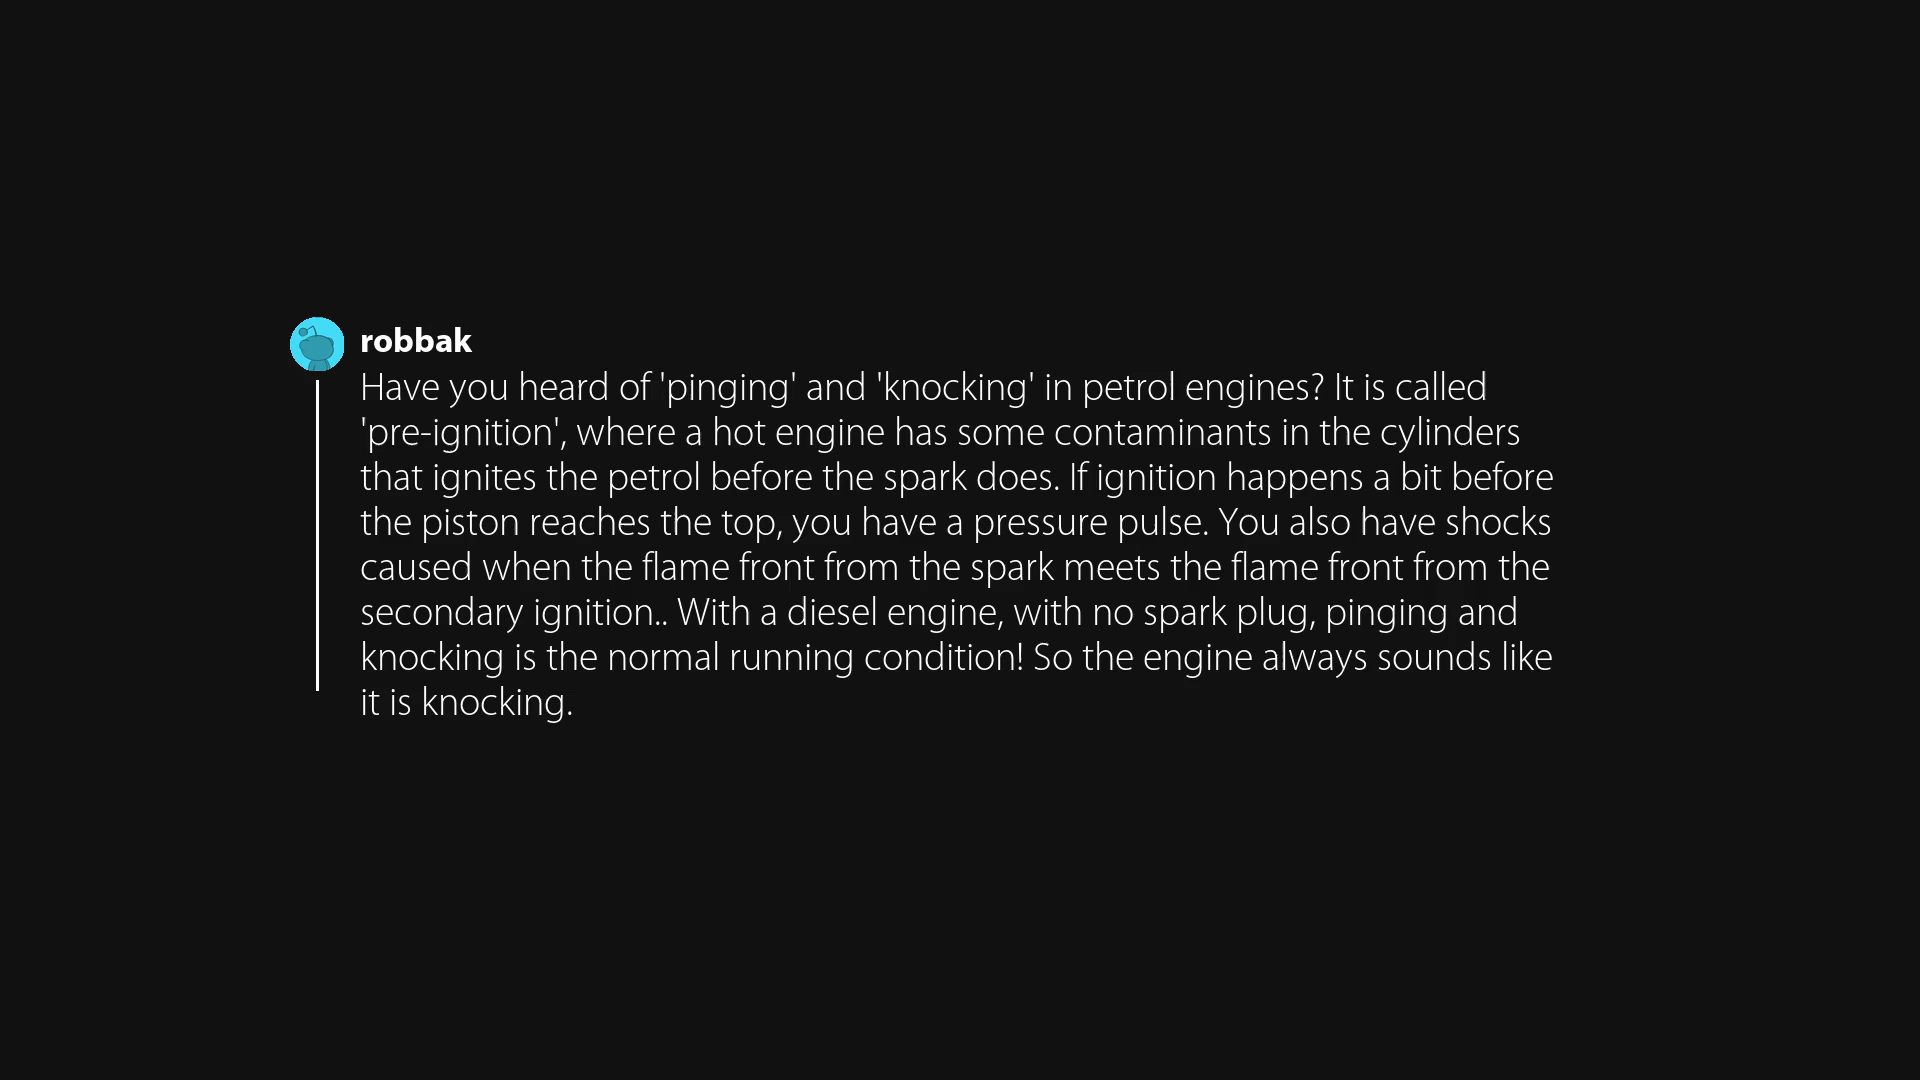 robbak
Have you heard of 'pinging' and 'knocking' in petrol engines? It is called
'pre-ignition', where a hot engine has some contaminants in the cylinders
that ignites the petrol before the spark does. If ignition happens a bit before
the piston reaches the top, you have a pressure pulse. You also have shocks
caused when the flame front from the spark meets the flame front from the
secondary ignition.. With a diesel engine, with no spark plug, pinging and
knocking is the normal running condition! So the engine always sounds like
it is knocking.